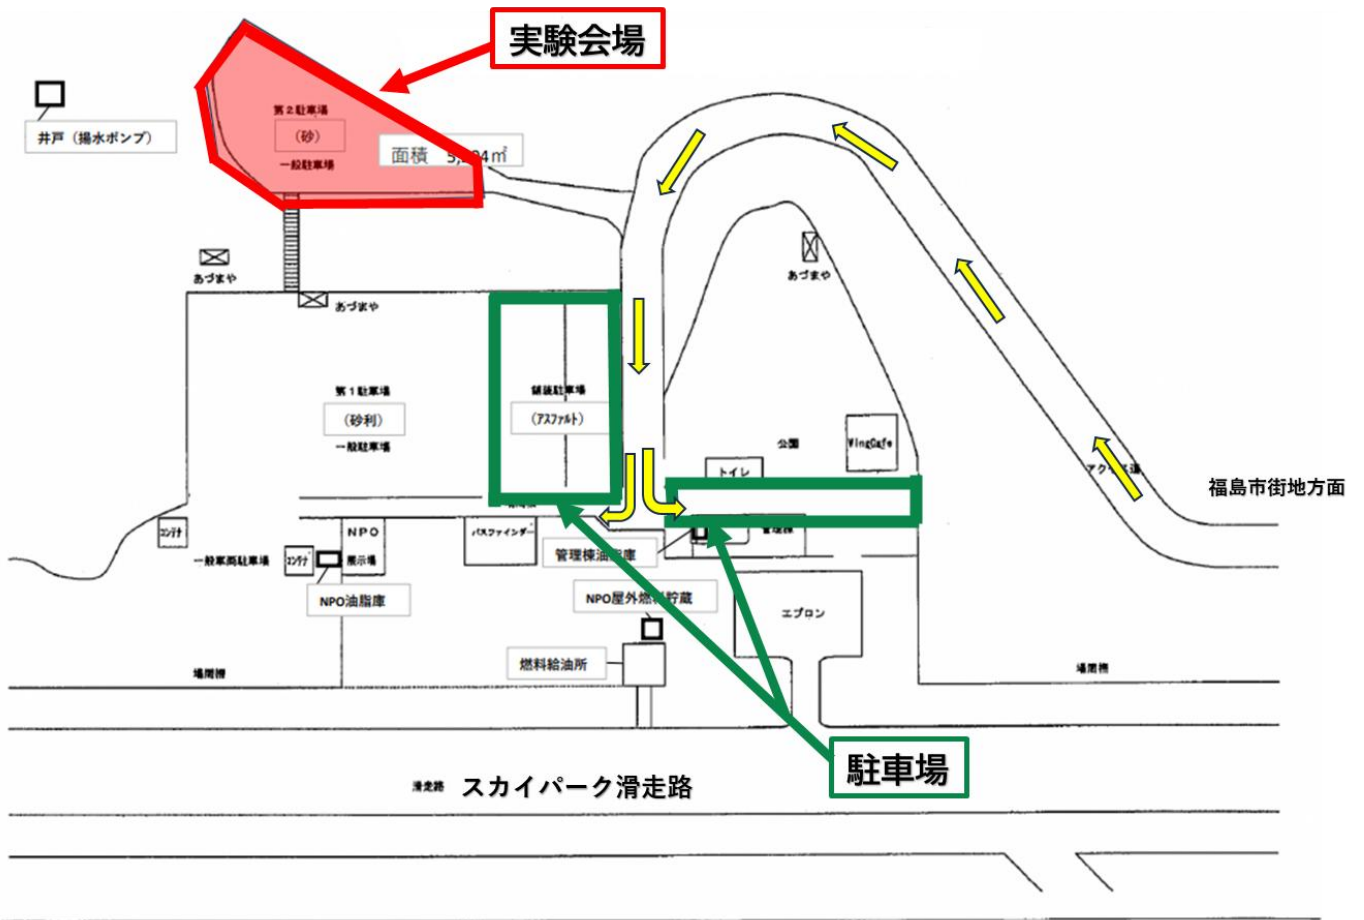 実験会場
第2駐車場
(砂)
一般駐車場
井戸（揚水ポンプ）
面積
あづまや
あづまや
あづまや
第1駐車場
(砂利)
一般駐車場
舗装駐車場
(アスファルト)
公園
WingCafe
トイレ
福島市街地方面
コンテナ
NPO
展示場
パスファインダー
コンテナ
一般車両駐車場
NPO油脂庫
NPO屋外燃料貯蔵
エプロン
燃料給油所
場周柵
場周柵
駐車場
滑走路
スカイパーク滑走路